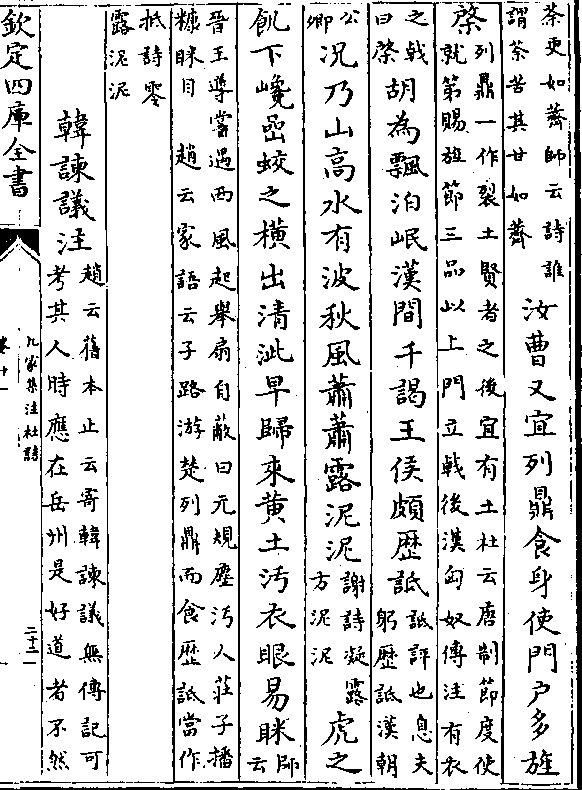 荼更如薺師云詩誰
謂荼苦其甘如薺
汝曹又宜列鼎食身使門户多旌
棨
列鼎一作裂土賢者之後宜有土杜云唐制節度使
就第賜旌節三品以上門立戟後漢匈奴傳注有衣
之戟
曰棨
胡為飄泊岷漢間千謁王侯頗歷詆
詆評也息夫
躬歷詆漢朝
公
卿
况乃山高水有波秋風蕭蕭露泥泥
謝詩凝露
方泥泥
虎之
飢下巉嵒蛟之横出清泚早歸來黄土汚衣眼易眯
師
云
晉王導嘗遇西風起舉扇自蔽曰元規塵汚人莊子播
糠眯目 趙云家語云子路游楚列鼎而食歷詆當作
抵詩零
露泥泥
韓諫議注
趙云舊本止云寄韓諫議無傳記可
考其人時應在岳州是好道者不然
欽定四庫全書
九家集注杜詩
卷十一
二十三